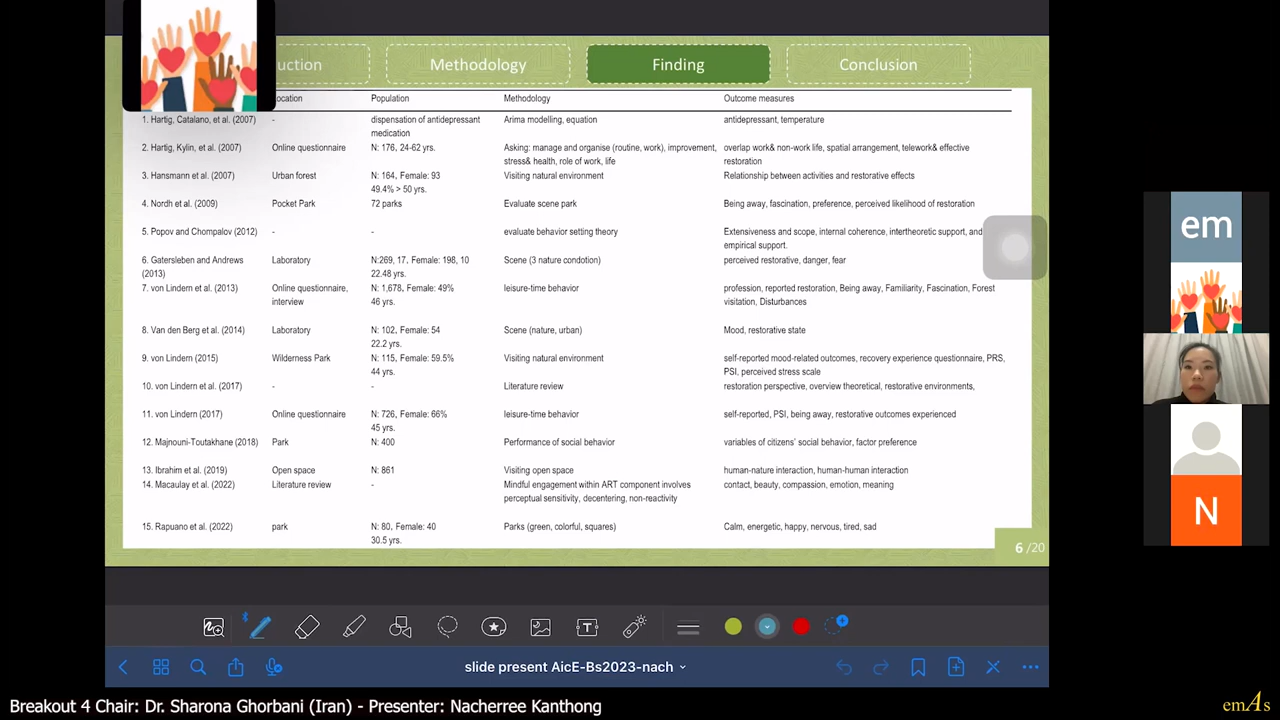 uction
Methodology
Finding
Conclusion
ocation Population Methodology Outcome measures
1. Hartig, Catalano, et al. (2007) - dispensation of antidepressant Arima modelling, equation antidepressant, temperature
medication
2. Hartig, Kylin, et al. (2007) Online questionnaire N: 176, 24-62 yrs. Asking: manage and organise (routine, work), improvement, overlap work& non-work life, spatial arrangement, telework& effective
stress& health, role of work, life restoration
3. Hansmann et al. (2007) Urban forest N: 164, Female: 93 Visiting natural environment Relationship between activities and restorative effects
49.4% > 50 yrs.
4. Nordh et al. (2009) Pocket Park 72 parks Evaluate scene park Being away, fascination, preference, perceived likelihood of restoration
5. Popov and Chompalov (2012) - - evaluate behavior setting theory Extensiveness and scope, internal coherence, intertheoretic support, and
empirical support.
6. Gatersleben and Andrews Laboratory N:269, 17, Female: 198, 10 Scene (3 nature condotion) perceived restorative, danger, fear
(2013) 22.48 yrs.
7. von Lindern et al. (2013) Online questionnaire, N: 1,678, Female: 49% leisure-time behavior profession, reported restoration, Being away, Familiarity, Fascination, Forest
interview 46 yrs. visitation, Disturbances
8. Van den Berg et al. (2014) Laboratory N: 102, Female: 54 Scene (nature, urban) Mood, restorative state
22.2 yrs.
9. von Lindern (2015) Wilderness Park N: 115, Female: 59.5% Visiting natural environment self-reported mood-related outcomes, recovery experience questionnaire, PRS,
44 yrs. PSI, perceived stress scale
10. von Lindern et al. (2017) - - Literature review restoration perspective, overview theoretical, restorative environments,
11. von Lindern (2017) Online questionnaire N: 726, Female: 66% leisure-time behavior self-reported, PSI, being away, restorative outcomes experienced
45 yrs.
12. Majnouni-Toutakhane (2018) Park N: 400 Performance of social behavior variables of citizens' social behavior, factor preference
13. Ibrahim et al. (2019) Open space N: 861 Visiting open space human-nature interaction, human-human interaction
14. Macaulay et al. (2022) Literature review - Mindful engagement within ART component involves contact, beauty, compassion, emotion, meaning
perceptual sensitivity, decentering, non-reactivity
15. Rapuano et al. (2022) park N: 80, Female: 40 Parks (green, colorful, squares) Calm, energetic, happy, nervous, tired, sad
30.5 yrs.
6 /20
em
N
T
slide present AicE-Bs2023-nach
Breakout 4 Chair: Dr. Sharona Ghorbani (Iran) - Presenter: Nacherree Kanthong
emAs